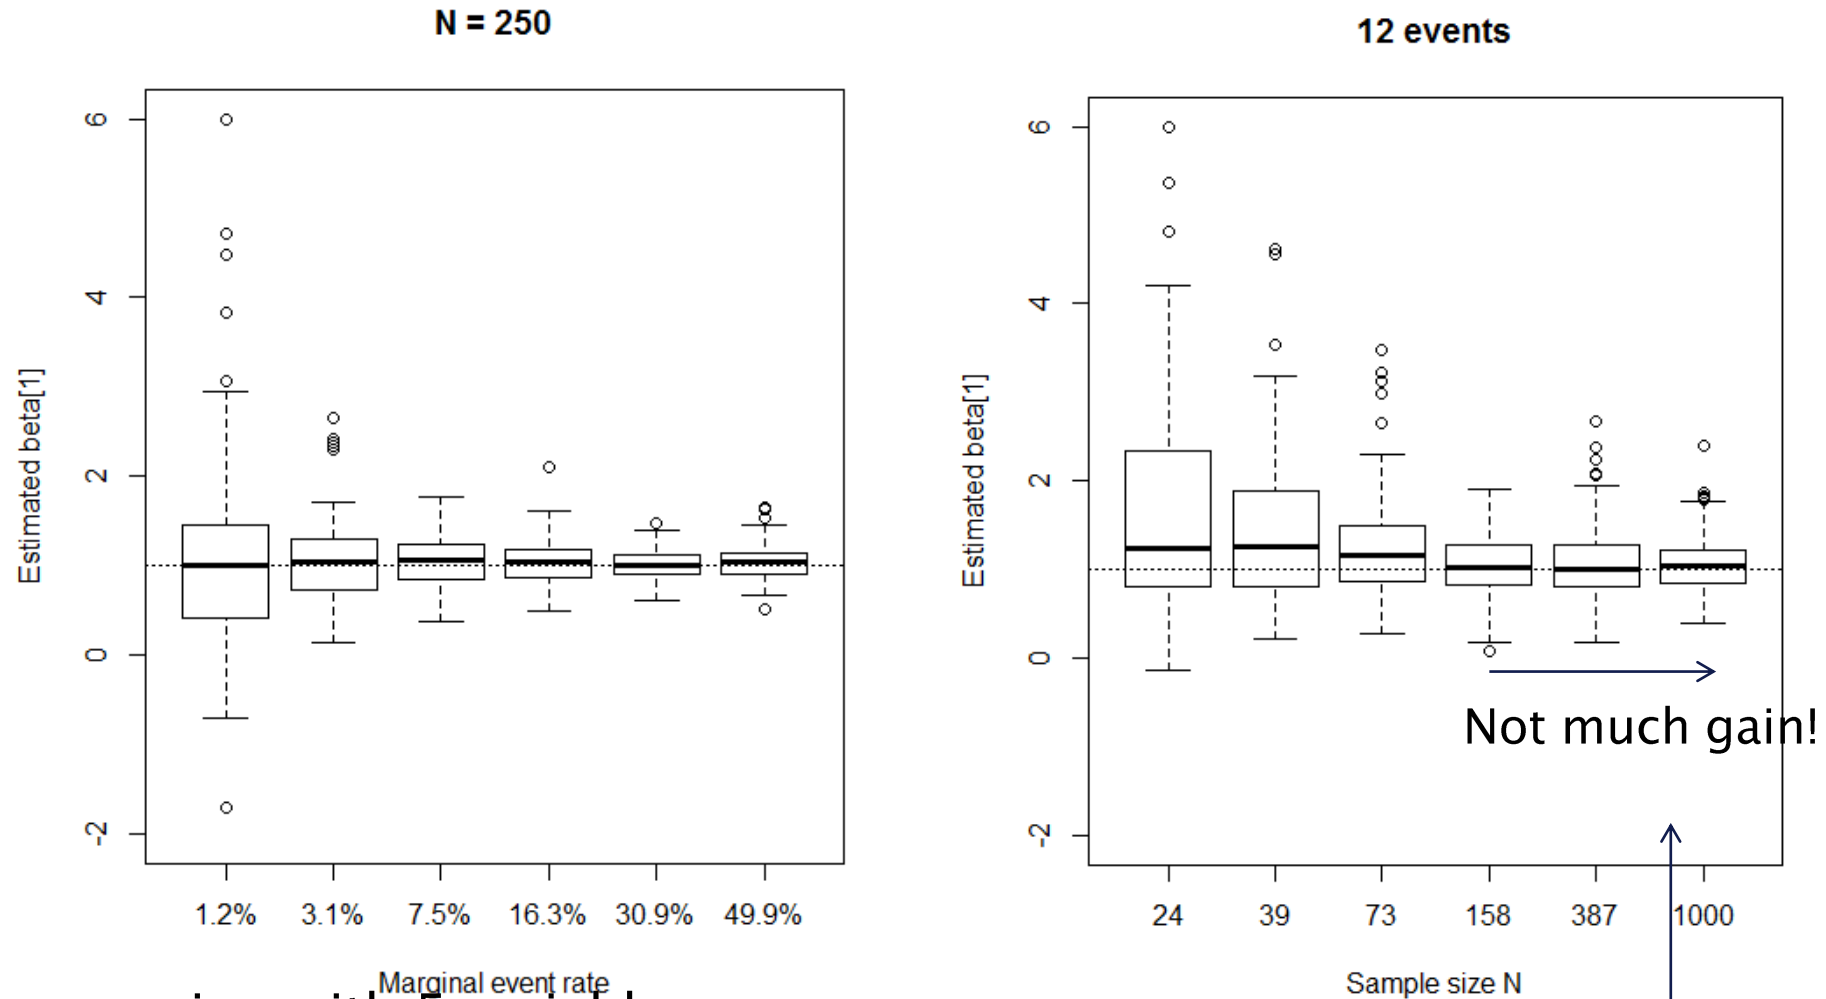 N = 250
Estimated beta[1]
6
4
2
0
-2
1.2% 3.1% 7.5% 16.3% 30.9% 49.9%
Marginal event rate
12 events
Estimated beta[1]
6
4
2
0
-2
Not much gain!
24 39 73 158 387 1000
Sample size N